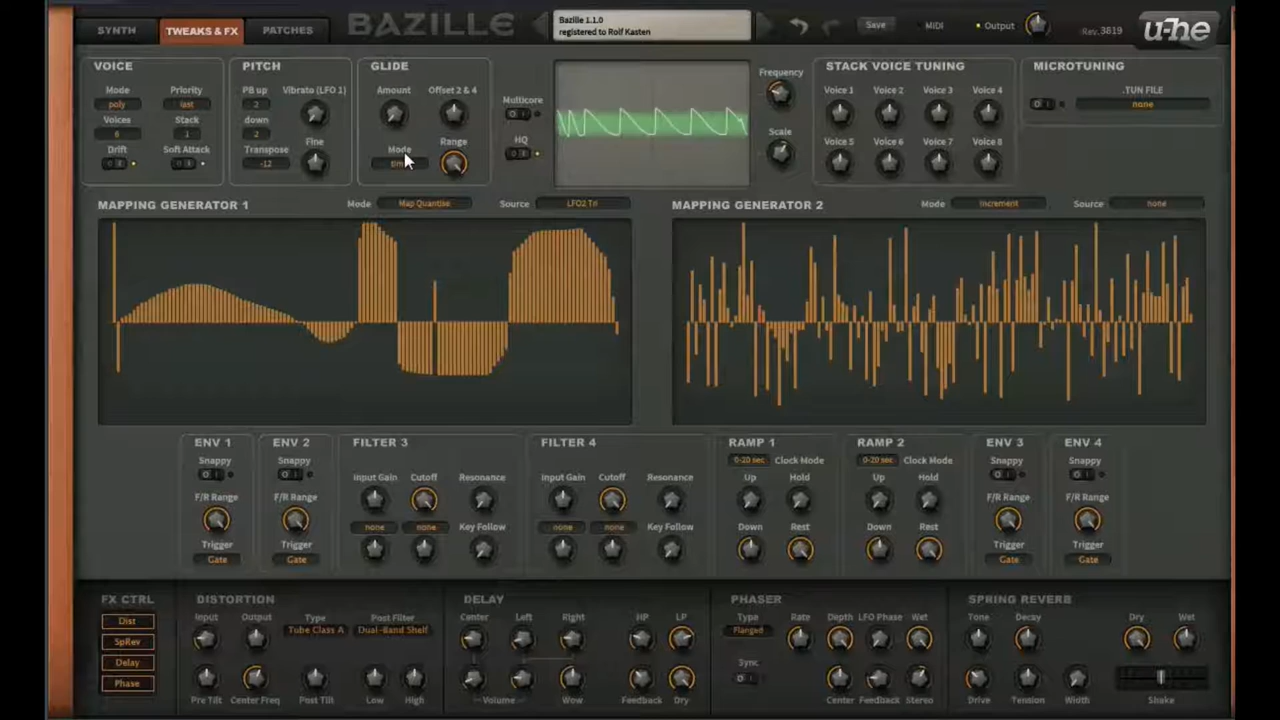 SYNTH TWEAKS & FX PATCHES BAZILLE Bazille 1.1.0 Save MIDI Output Rev.3819 u-he
registered to Rolf Kasten
VOICE PITCH GLIDE STACK VOICE TUNING MICROTUNING
Mode Priority PB up Vibrato (LFO 1) Amount Offset 2 & 4 Multicore Frequency Voice 1 Voice 2 Voice 3 Voice 4 .TUN FILE
poly last 2 none
Voices Stack down Fine Mode Range HQ Scale Voice 5 Voice 6 Voice 7 Voice 8
6 1 2
Drift Soft Attack Transpose
-12
MAPPING GENERATOR 1 Mode Map Quantise Source LFO2 Tri MAPPING GENERATOR 2 Mode Increment Source none
ENV 1 ENV 2 FILTER 3 FILTER 4 RAMP 1 RAMP 2 ENV 3 ENV 4
Snappy Snappy Input Gain Cutoff Resonance Input Gain Cutoff Resonance 0-20 sec Clock Mode 0-20 sec Clock Mode Snappy Snappy
Up Hold Up Hold
F/R Range F/R Range none none Key Follow none none Key Follow Down Rest Down Rest F/R Range F/R Range
Trigger Trigger Trigger Trigger
Gate Gate Gate Gate
FX CTRL DISTORTION DELAY PHASER SPRING REVERB
Dist Input Output Type Post Filter Center Left Right HP LP Type Rate Depth LFO Phase Wet Tone Decay Dry Wet
Tube Class A Dual-Band Shelf Flanged
SpRev
Delay Sync
Phase
Pre Tilt Center Freq Post Tilt Low High Volume Wow Feedback Dry Center Feedback Stereo Drive Tension Width Shake